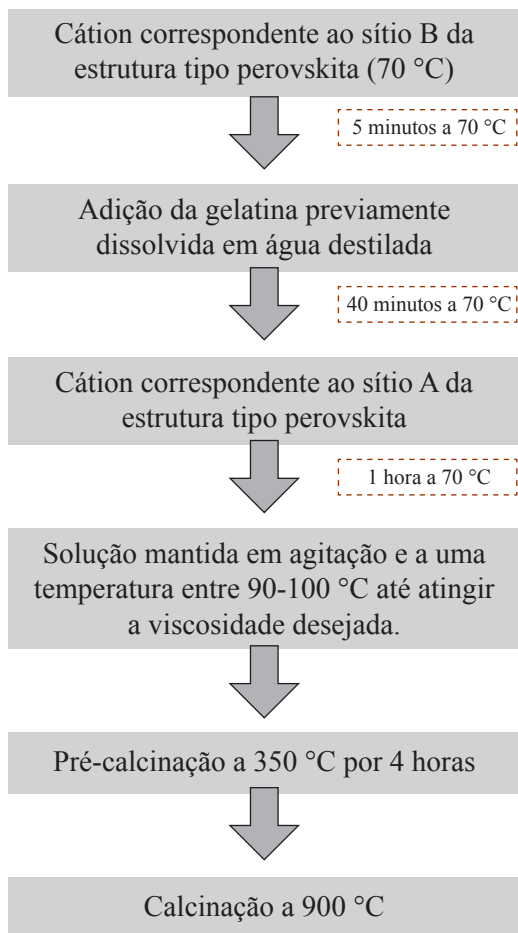 Cátion correspondente ao sítio B da
estrutura tipo perovskita (70 °C)
5 minutos a 70 °C
Adição da gelatina previamente
dissolvida em água destilada
40 minutos a 70 °C
Cátion correspondente ao sítio A da
estrutura tipo perovskita
1 hora a 70 °C
Solução mantida em agitação e a uma
temperatura entre 90-100 °C até atingir
a viscosidade desejada.
Pré-calcinação a 350 °C por 4 horas
Calcinação a 900 °C